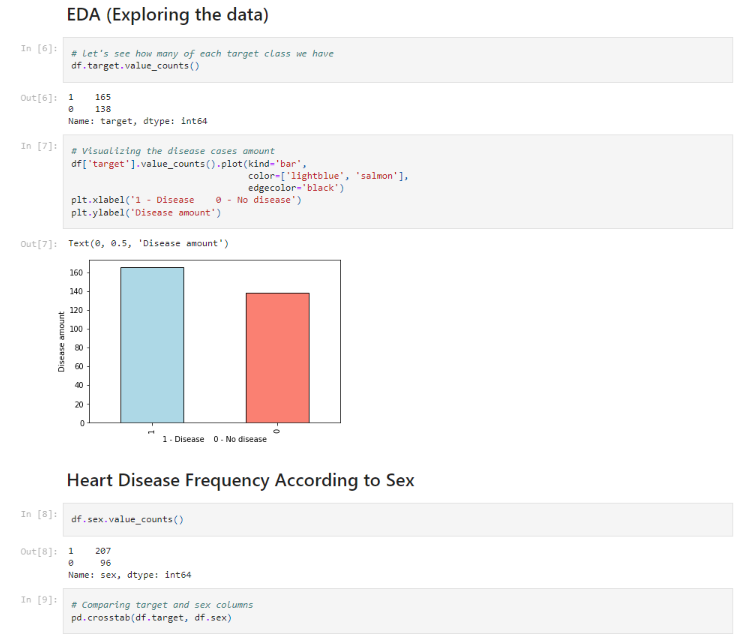 EDA (Exploring the data)
In [6]:
# Let's see how many of each target class we have
df.target.value_counts()
Out[6]:
1    165
0    138
Name: target, dtype: int64
In [7]:
# Visualizing the disease cases amount
df['target'].value_counts().plot(kind='bar',
color=['lightblue', 'salmon'],
edgecolor='black')
plt.xlabel('1 - Disease    0 - No disease')
plt.ylabel('Disease amount')
Out[7]:
Text(0, 0.5, 'Disease amount')
160
140
120
100
80
60
40
20
0
Disease amount
1
0
1 - Disease    0 - No disease
Heart Disease Frequency According to Sex
In [8]:
df.sex.value_counts()
Out[8]:
1    207
0     96
Name: sex, dtype: int64
In [9]:
# Comparing target and sex columns
pd.crosstab(df.target, df.sex)